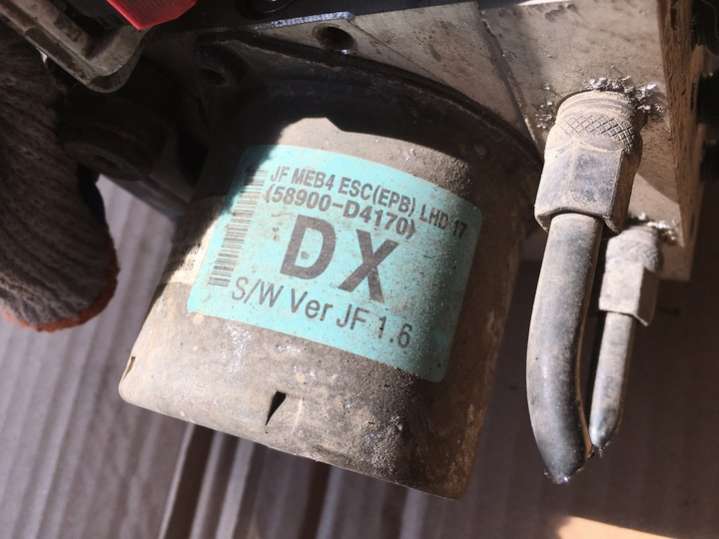 JF MEB4 ESC(EPB) LHD 17
(58900-D4170)
DX
S/W Ver JF 1.6